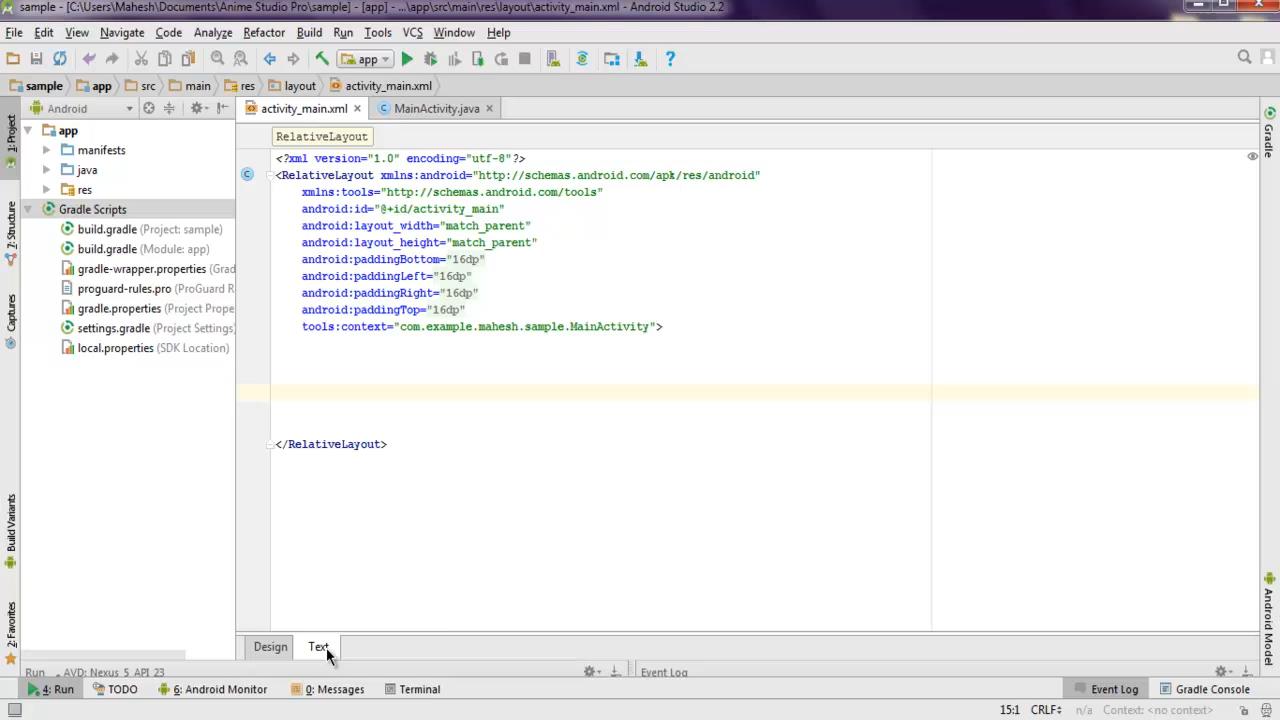 sample - [C:\Users\Mahesh\Documents\Anime Studio Pro\sample] - [app] - ...\app\src\main\res\layout\activity_main.xml - Android Studio 2.2
File Edit View Navigate Code Analyze Refactor Build Run Tools VCS Window Help
app
sample app src main res layout activity_main.xml
1: Project
7: Structure
Captures
Build Variants
2: Favorites
Android
app
manifests
java
res
Gradle Scripts
build.gradle (Project: sample)
build.gradle (Module: app)
gradle-wrapper.properties (Grad
proguard-rules.pro (ProGuard R
gradle.properties (Project Prope
settings.gradle (Project Settings)
local.properties (SDK Location)
activity_main.xml MainActivity.java
RelativeLayout
<?xml version="1.0" encoding="utf-8"?>
<RelativeLayout xmlns:android="http://schemas.android.com/apk/res/android"
xmlns:tools="http://schemas.android.com/tools"
android:id="@+id/activity_main"
android:layout_width="match_parent"
android:layout_height="match_parent"
android:paddingBottom="16dp"
android:paddingLeft="16dp"
android:paddingRight="16dp"
android:paddingTop="16dp"
tools:context="com.example.mahesh.sample.MainActivity">
</RelativeLayout>
Design Text
Gradle
Android Model
Run AVD: Nexus_5_API_23 Event Log
4: Run TODO 6: Android Monitor 0: Messages Terminal Event Log Gradle Console
15:1 CRLF÷ n/a Context: <no context>